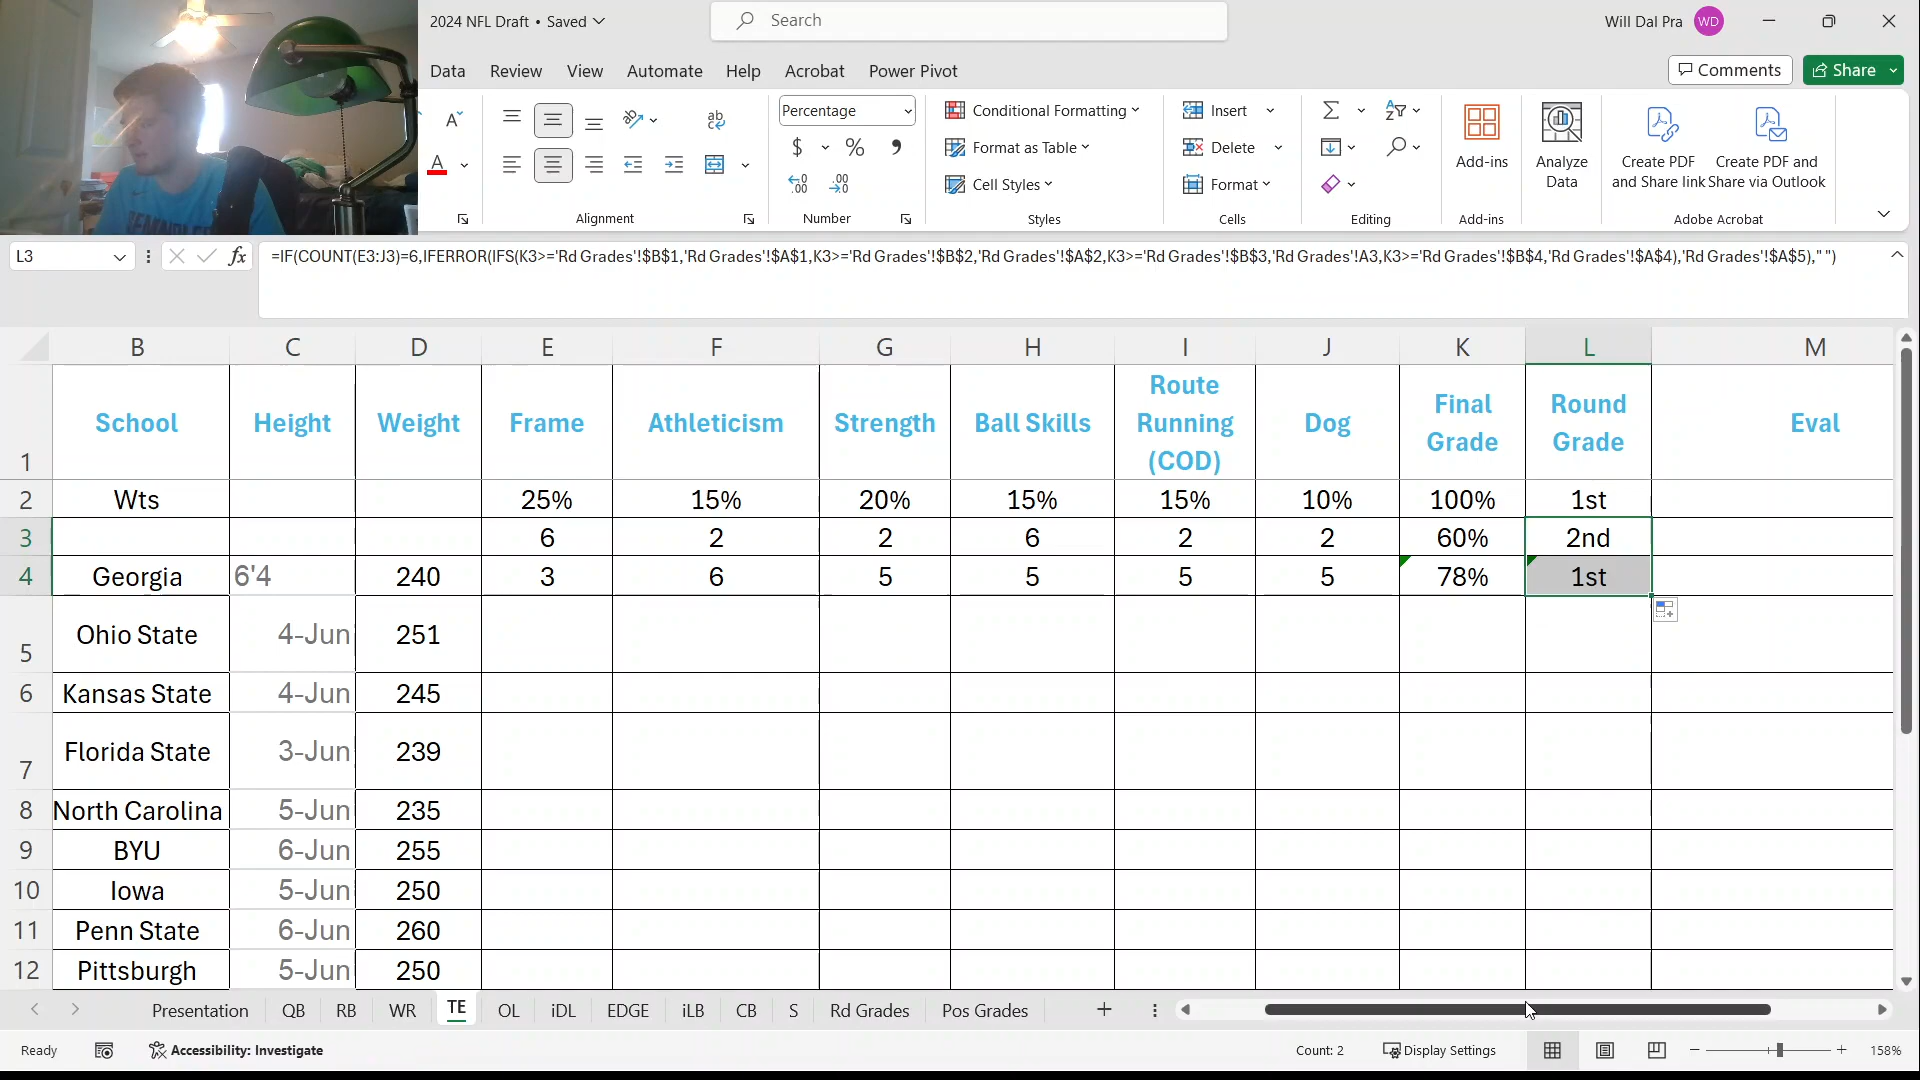 2024 NFL Draft • Saved
Search
Will Dal Pra
WD
Data
Review
View
Automate
Help
Acrobat
Power Pivot
Comments
Share
Percentage
Conditional Formatting
Format as Table
Cell Styles
Insert
Delete
Format
Add-ins
Analyze Data
Create PDF and Share link
Create PDF and Share via Outlook
Alignment
Number
Styles
Cells
Editing
Add-ins
Adobe Acrobat
L3
fx
=IF(COUNT(E3:J3)=6,IFERROR(IFS(K3>='Rd Grades'!$B$1,'Rd Grades'!$A$1,K3>='Rd Grades'!$B$2,'Rd Grades'!$A$2,K3>='Rd Grades'!$B$3,'Rd Grades'!A3,K3>='Rd Grades'!$B$4,'Rd Grades'!$A$4),'Rd Grades'!$A$5)," ")
B C D E F G H I J K L M
1 School Height Weight Frame Athleticism Strength Ball Skills Route Running (COD) Dog Final Grade Round Grade Eval
2 Wts 25% 15% 20% 15% 15% 10% 100% 1st
3 6 2 2 6 2 2 60% 2nd
4 Georgia 6'4 240 3 6 5 5 5 5 78% 1st
5 Ohio State 4-Jun 251
6 Kansas State 4-Jun 245
7 Florida State 3-Jun 239
8 North Carolina 5-Jun 235
9 BYU 6-Jun 255
10 Iowa 5-Jun 250
11 Penn State 6-Jun 260
12 Pittsburgh 5-Jun 250
Presentation QB RB WR TE OL iDL EDGE iLB CB S Rd Grades Pos Grades
Ready
Accessibility: Investigate
Count: 2
Display Settings
158%